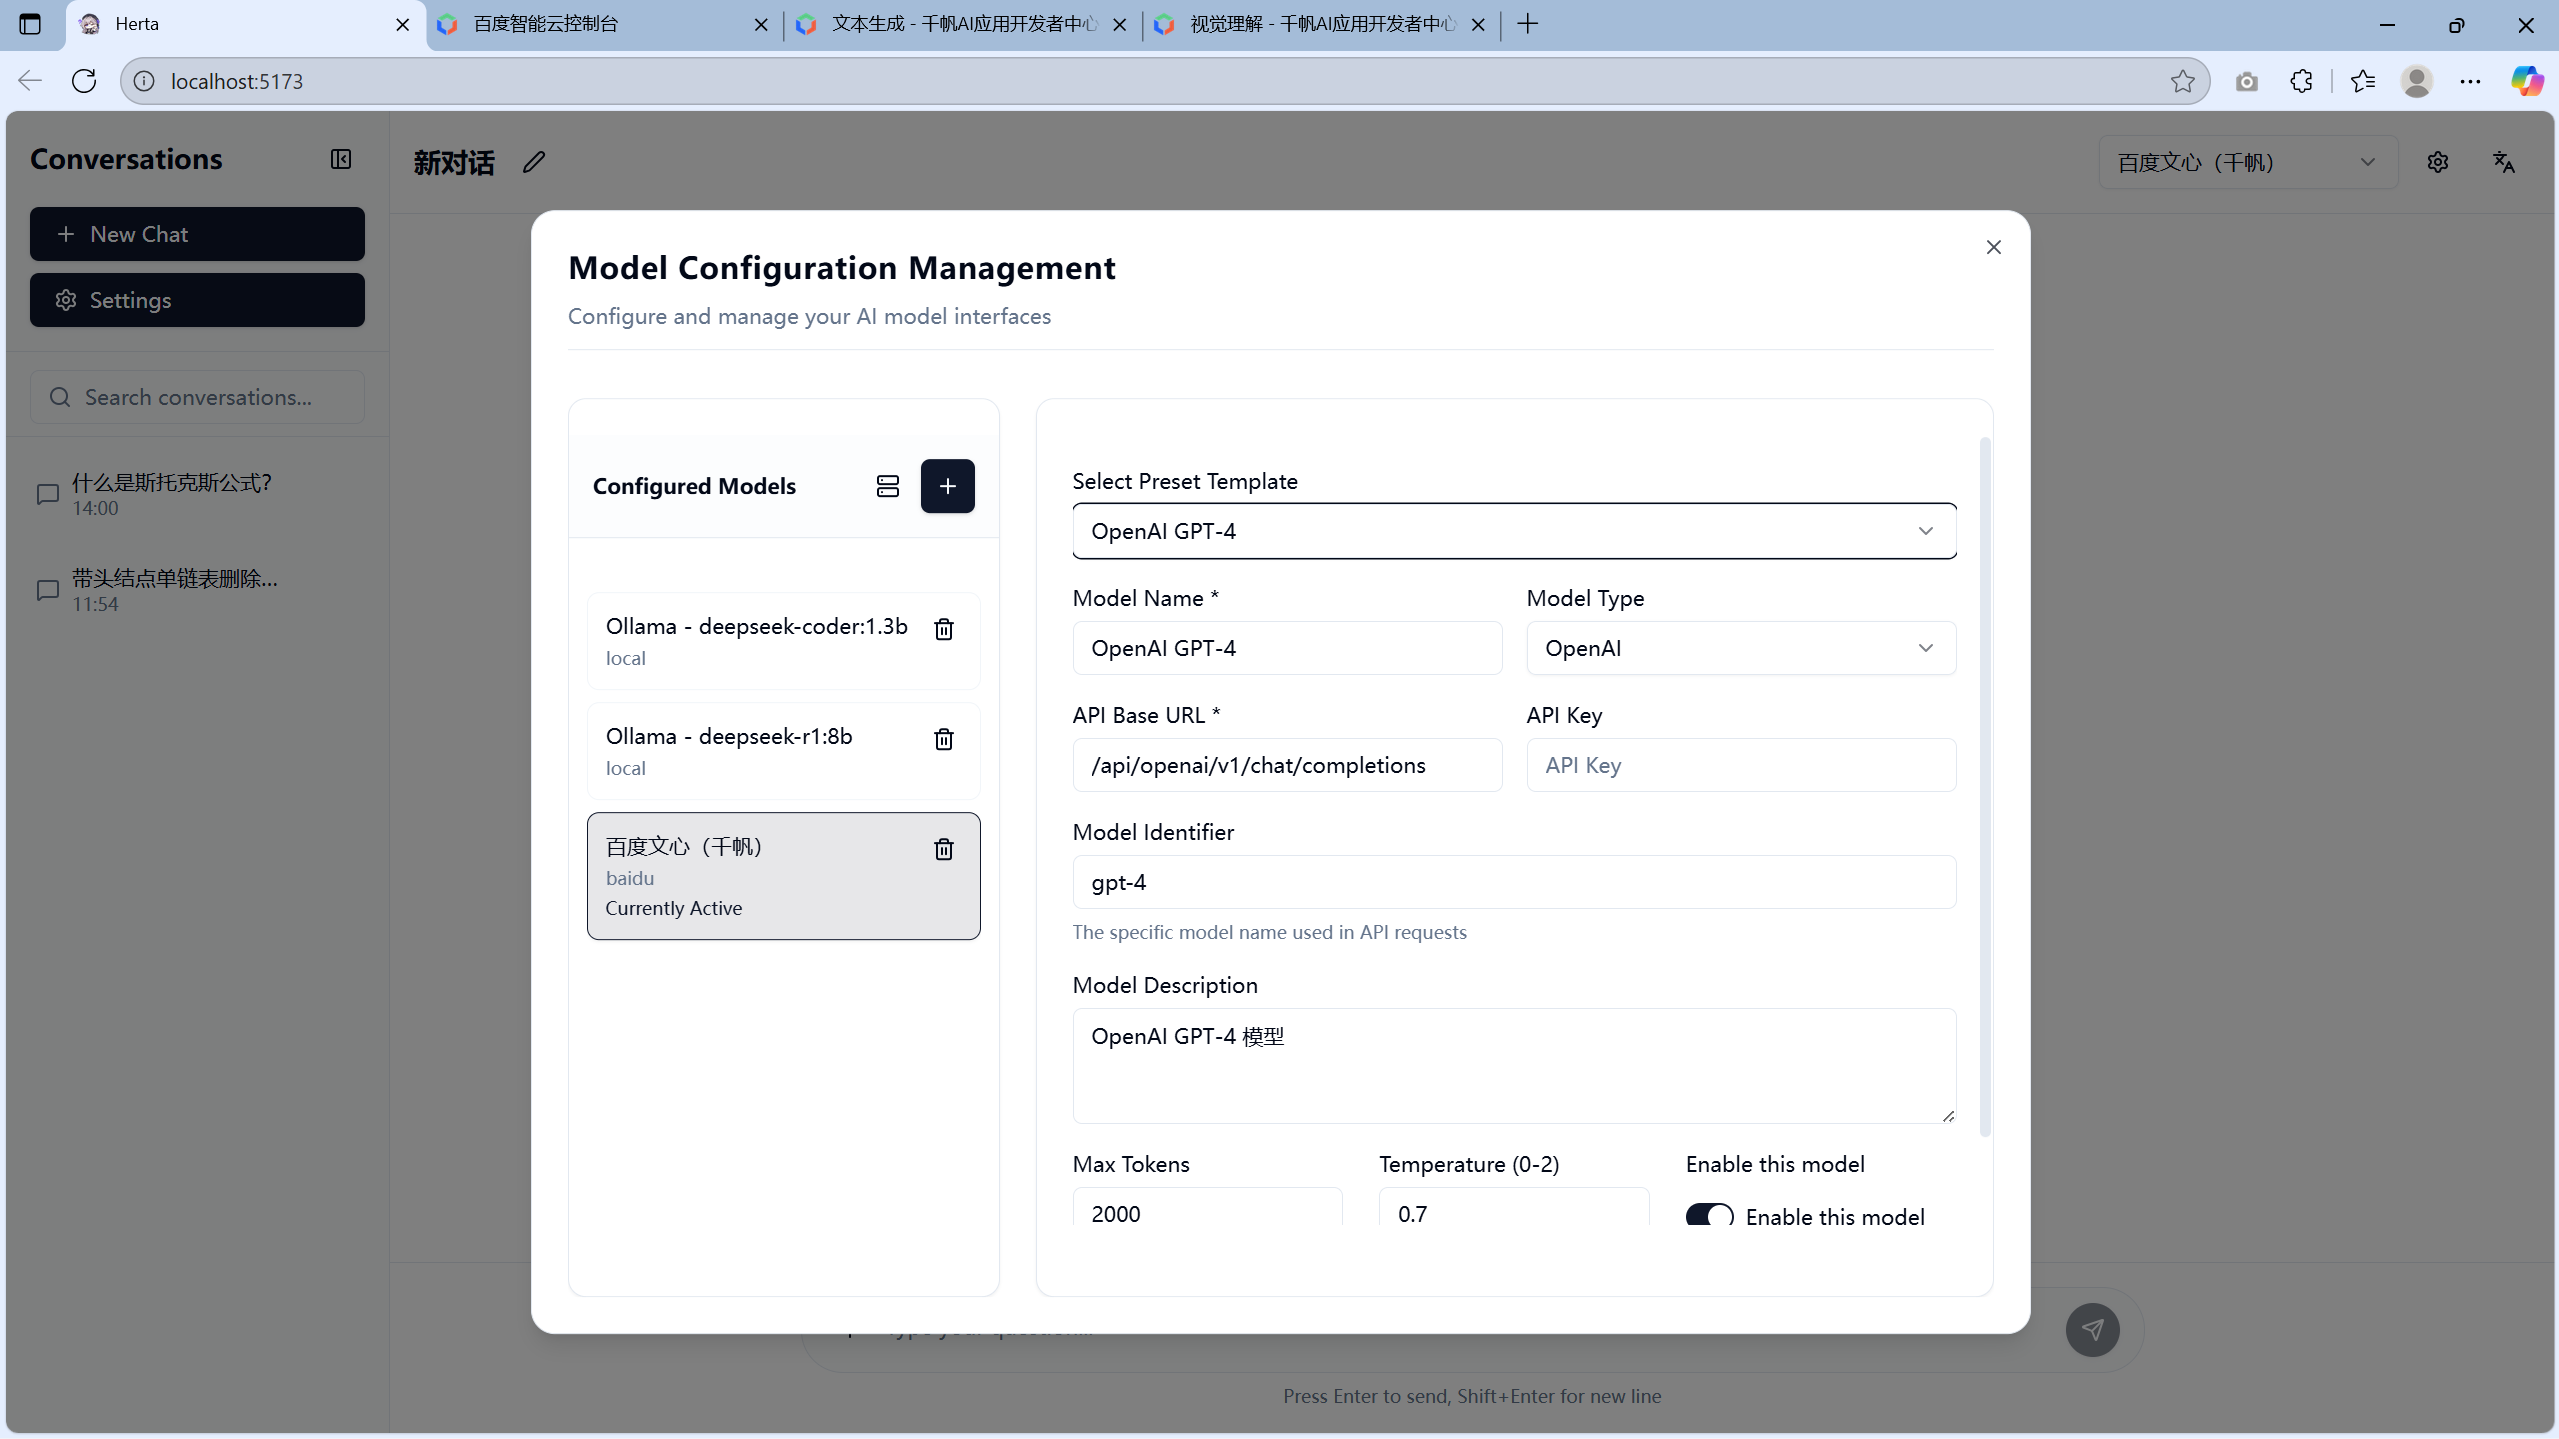 Herta
百度智能云控制台
文本生成 - 千帆AI应用开发者中心
视觉理解 - 千帆AI应用开发者中心
localhost:5173
Conversations
新对话
百度文心（千帆）
New Chat
Settings
Search conversations...
什么是斯托克斯公式?
14:00
带头结点单链表删除...
11:54
Model Configuration Management
Configure and manage your AI model interfaces
Configured Models
Ollama - deepseek-coder:1.3b
local
Ollama - deepseek-r1:8b
local
百度文心（千帆）
baidu
Currently Active
Select Preset Template
OpenAI GPT-4
Model Name *
Model Type
OpenAI GPT-4
OpenAI
API Base URL *
API Key
/api/openai/v1/chat/completions
API Key
Model Identifier
gpt-4
The specific model name used in API requests
Model Description
OpenAI GPT-4 模型
Max Tokens
Temperature (0-2)
Enable this model
2000
0.7
Enable this model
Press Enter to send, Shift+Enter for new line